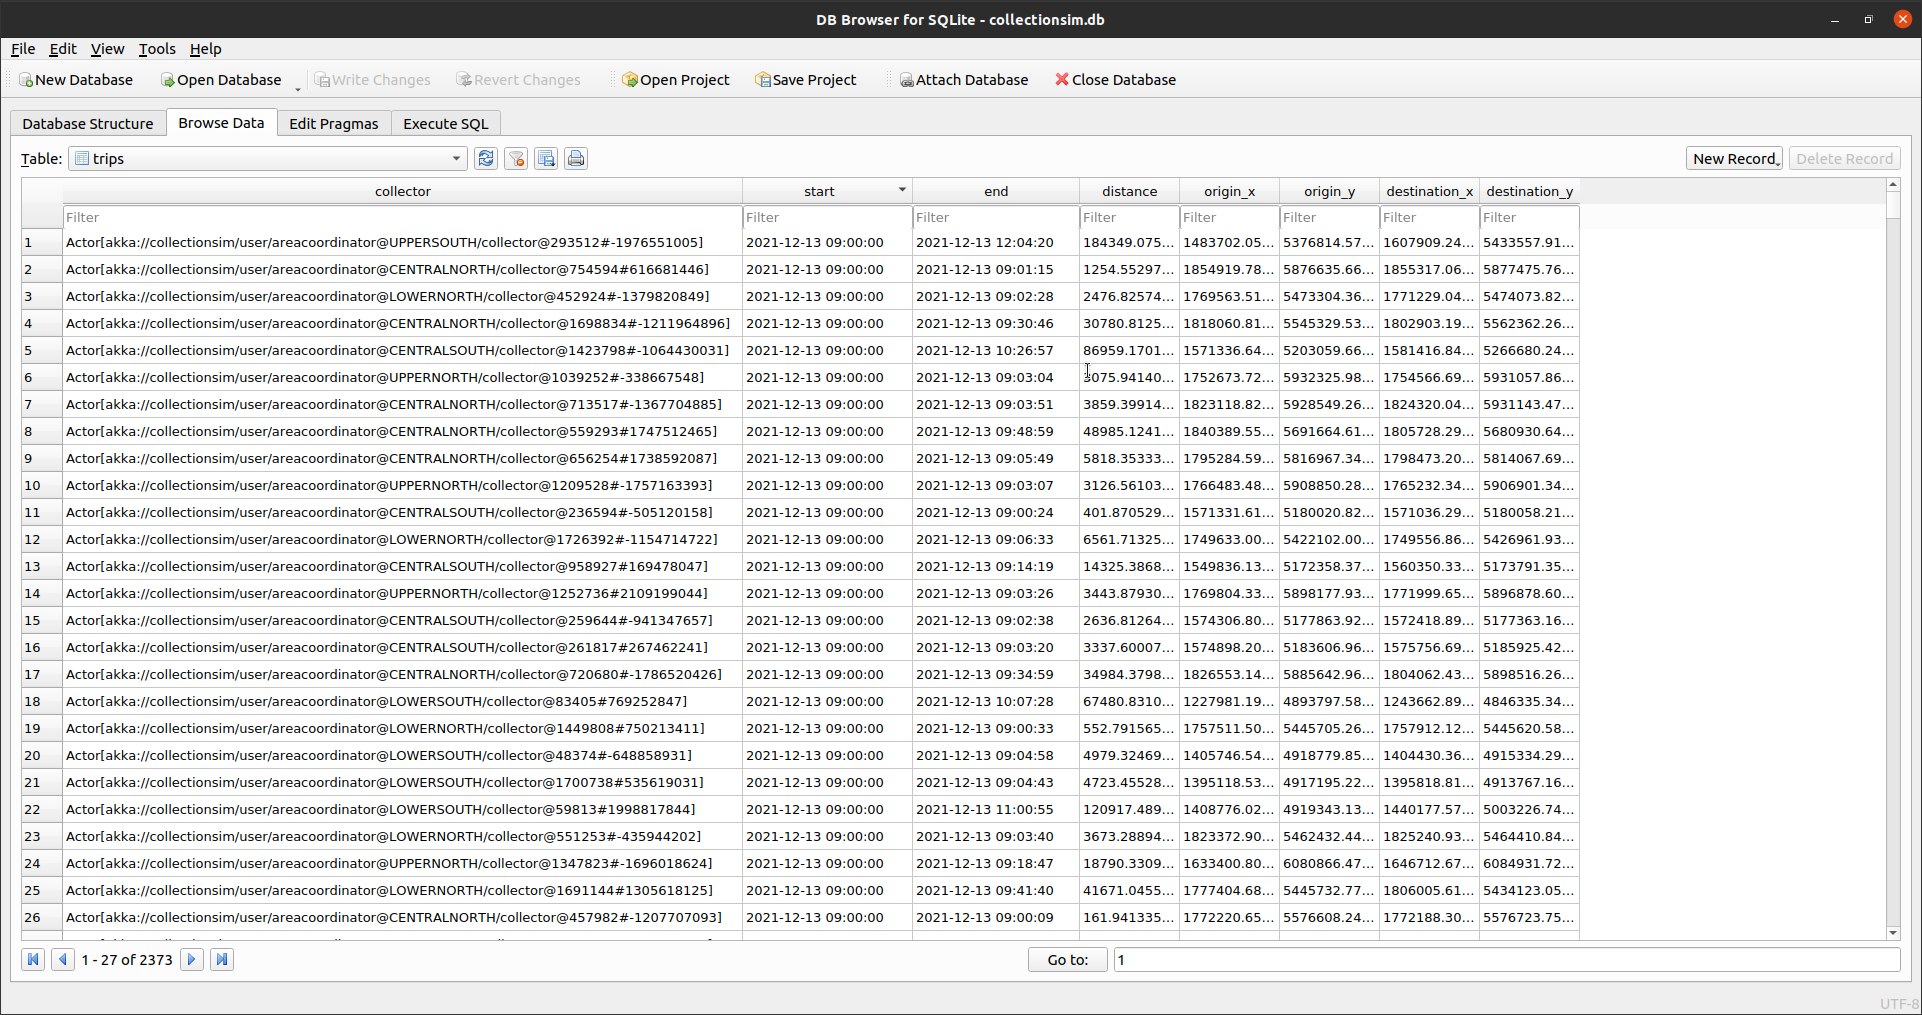 DB Browser for SQLite - collectionsim.db
File Edit View Tools Help
New Database Open Database Write Changes Revert Changes Open Project Save Project Attach Database Close Database
Database Structure Browse Data Edit Pragmas Execute SQL
Table: trips New Record Delete Record
collector start end distance origin_x origin_y destination_x destination_y
Filter Filter Filter Filter Filter Filter Filter Filter
1 Actor[akka://collectionsim/user/areacoordinator@UPPERSOUTH/collector@293512#-1976551005] 2021-12-13 09:00:00 2021-12-13 12:04:20 184349.075... 1483702.05... 5376814.57... 1607909.24... 5433557.91...
2 Actor[akka://collectionsim/user/areacoordinator@CENTRALNORTH/collector@754594#616681446] 2021-12-13 09:00:00 2021-12-13 09:01:15 1254.55297... 1854919.78... 5876635.66... 1855317.06... 5877475.76...
3 Actor[akka://collectionsim/user/areacoordinator@LOWERNORTH/collector@452924#-1379820849] 2021-12-13 09:00:00 2021-12-13 09:02:28 2476.82574... 1769563.51... 5473304.36... 1771229.04... 5474073.82...
4 Actor[akka://collectionsim/user/areacoordinator@CENTRALNORTH/collector@1698834#-1211964896] 2021-12-13 09:00:00 2021-12-13 09:30:46 30780.8125... 1818060.81... 5545329.53... 1802903.19... 5562362.26...
5 Actor[akka://collectionsim/user/areacoordinator@CENTRALSOUTH/collector@1423798#-1064430031] 2021-12-13 09:00:00 2021-12-13 10:26:57 86959.1701... 1571336.64... 5203059.66... 1581416.84... 5266680.24...
6 Actor[akka://collectionsim/user/areacoordinator@UPPERNORTH/collector@1039252#-338667548] 2021-12-13 09:00:00 2021-12-13 09:03:04 3075.94140... 1752673.72... 5932325.98... 1754566.69... 5931057.86...
7 Actor[akka://collectionsim/user/areacoordinator@CENTRALNORTH/collector@713517#-1367704885] 2021-12-13 09:00:00 2021-12-13 09:03:51 3859.39914... 1823118.82... 5928549.26... 1824320.04... 5931143.47...
8 Actor[akka://collectionsim/user/areacoordinator@CENTRALNORTH/collector@559293#1747512465] 2021-12-13 09:00:00 2021-12-13 09:48:59 48985.1241... 1840389.55... 5691664.61... 1805728.29... 5680930.64...
9 Actor[akka://collectionsim/user/areacoordinator@CENTRALNORTH/collector@656254#1738592087] 2021-12-13 09:00:00 2021-12-13 09:05:49 5818.35333... 1795284.59... 5816967.34... 1798473.20... 5814067.69...
10 Actor[akka://collectionsim/user/areacoordinator@UPPERNORTH/collector@1209528#-1757163393] 2021-12-13 09:00:00 2021-12-13 09:03:07 3126.56103... 1766483.48... 5908850.28... 1765232.34... 5906901.34...
11 Actor[akka://collectionsim/user/areacoordinator@CENTRALSOUTH/collector@236594#-505120158] 2021-12-13 09:00:00 2021-12-13 09:00:24 401.870529... 1571331.61... 5180020.82... 1571036.29... 5180058.21...
12 Actor[akka://collectionsim/user/areacoordinator@LOWERNORTH/collector@1726392#-1154714722] 2021-12-13 09:00:00 2021-12-13 09:06:33 6561.71325... 1749633.00... 5422102.00... 1749556.86... 5426961.93...
13 Actor[akka://collectionsim/user/areacoordinator@CENTRALSOUTH/collector@958927#169478047] 2021-12-13 09:00:00 2021-12-13 09:14:19 14325.3868... 1549836.13... 5172358.37... 1560350.33... 5173791.35...
14 Actor[akka://collectionsim/user/areacoordinator@UPPERNORTH/collector@1252736#2109199044] 2021-12-13 09:00:00 2021-12-13 09:03:26 3443.87930... 1769804.33... 5898177.93... 1771999.65... 5896878.60...
15 Actor[akka://collectionsim/user/areacoordinator@CENTRALSOUTH/collector@259644#-941347657] 2021-12-13 09:00:00 2021-12-13 09:02:38 2636.81264... 1574306.80... 5177863.92... 1572418.89... 5177363.16...
16 Actor[akka://collectionsim/user/areacoordinator@CENTRALSOUTH/collector@261817#267462241] 2021-12-13 09:00:00 2021-12-13 09:03:20 3337.60007... 1574898.20... 5183606.96... 1575756.69... 5185925.42...
17 Actor[akka://collectionsim/user/areacoordinator@CENTRALNORTH/collector@720680#-1786520426] 2021-12-13 09:00:00 2021-12-13 09:34:59 34984.3798... 1826553.14... 5885642.96... 1804062.43... 5898516.26...
18 Actor[akka://collectionsim/user/areacoordinator@LOWERSOUTH/collector@83405#769252847] 2021-12-13 09:00:00 2021-12-13 10:07:28 67480.8310... 1227981.19... 4893797.58... 1243662.89... 4846335.34...
19 Actor[akka://collectionsim/user/areacoordinator@LOWERNORTH/collector@1449808#750213411] 2021-12-13 09:00:00 2021-12-13 09:00:33 552.791565... 1757511.50... 5445705.26... 1757912.12... 5445620.58...
20 Actor[akka://collectionsim/user/areacoordinator@LOWERSOUTH/collector@48374#-648858931] 2021-12-13 09:00:00 2021-12-13 09:04:58 4979.32469... 1405746.54... 4918779.85... 1404430.36... 4915334.29...
21 Actor[akka://collectionsim/user/areacoordinator@LOWERSOUTH/collector@1700738#535619031] 2021-12-13 09:00:00 2021-12-13 09:04:43 4723.45528... 1395118.53... 4917195.22... 1395818.81... 4913767.16...
22 Actor[akka://collectionsim/user/areacoordinator@LOWERSOUTH/collector@59813#1998817844] 2021-12-13 09:00:00 2021-12-13 11:00:55 120917.489... 1408776.02... 4919343.13... 1440177.57... 5003226.74...
23 Actor[akka://collectionsim/user/areacoordinator@LOWERNORTH/collector@551253#-435944202] 2021-12-13 09:00:00 2021-12-13 09:03:40 3673.28894... 1823372.90... 5462432.44... 1825240.93... 5464410.84...
24 Actor[akka://collectionsim/user/areacoordinator@UPPERNORTH/collector@1347823#-1696018624] 2021-12-13 09:00:00 2021-12-13 09:18:47 18790.3309... 1633400.80... 6080866.47... 1646712.67... 6084931.72...
25 Actor[akka://collectionsim/user/areacoordinator@LOWERNORTH/collector@1691144#1305618125] 2021-12-13 09:00:00 2021-12-13 09:41:40 41671.0455... 1777404.68... 5445732.77... 1806005.61... 5434123.05...
26 Actor[akka://collectionsim/user/areacoordinator@CENTRALNORTH/collector@457982#-1207707093] 2021-12-13 09:00:00 2021-12-13 09:00:09 161.941335... 1772220.65... 5576608.24... 1772188.30... 5576723.75...
1 - 27 of 2373 Go to: 1
UTF-8